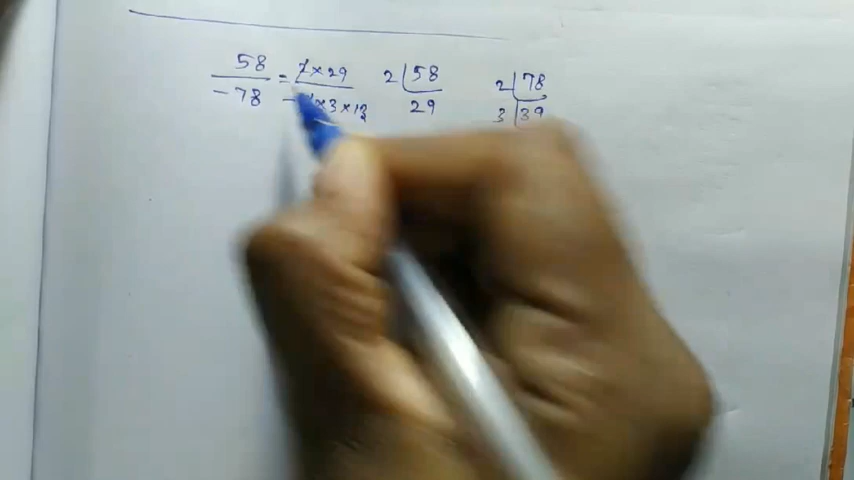 58/-78 = 2×29/-2×3×13
2 | 58
29
2 | 78
3 | 39